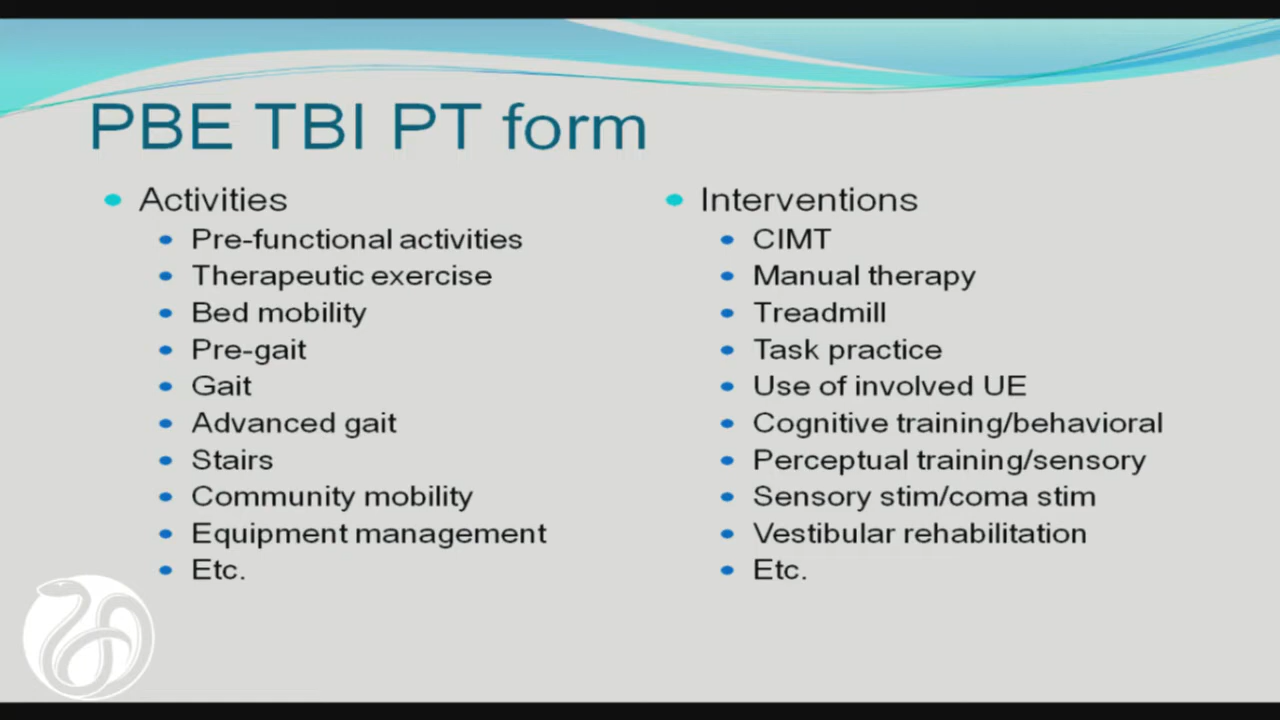 PBE TBI PT form
Activities
Pre-functional activities
Therapeutic exercise
Bed mobility
Pre-gait
Gait
Advanced gait
Stairs
Community mobility
Equipment management
Etc.
Interventions
CIMT
Manual therapy
Treadmill
Task practice
Use of involved UE
Cognitive training/behavioral
Perceptual training/sensory
Sensory stim/coma stim
Vestibular rehabilitation
Etc.